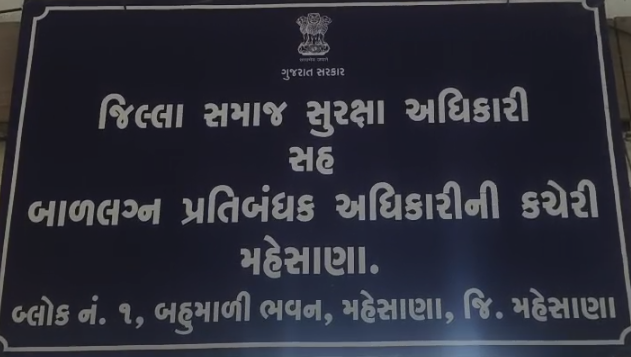 ગુજરાત સરકાર
જિલ્લા સમાજ સુરક્ષા અધિકારી
સહ
બાળલગ્ન પ્રતિબંધક અધિકારીની કચેરી
મહેસાણા.
બ્લોક નં. ૧, બહુમાળી ભવન, મહેસાણા, જિ. મહેસાણા